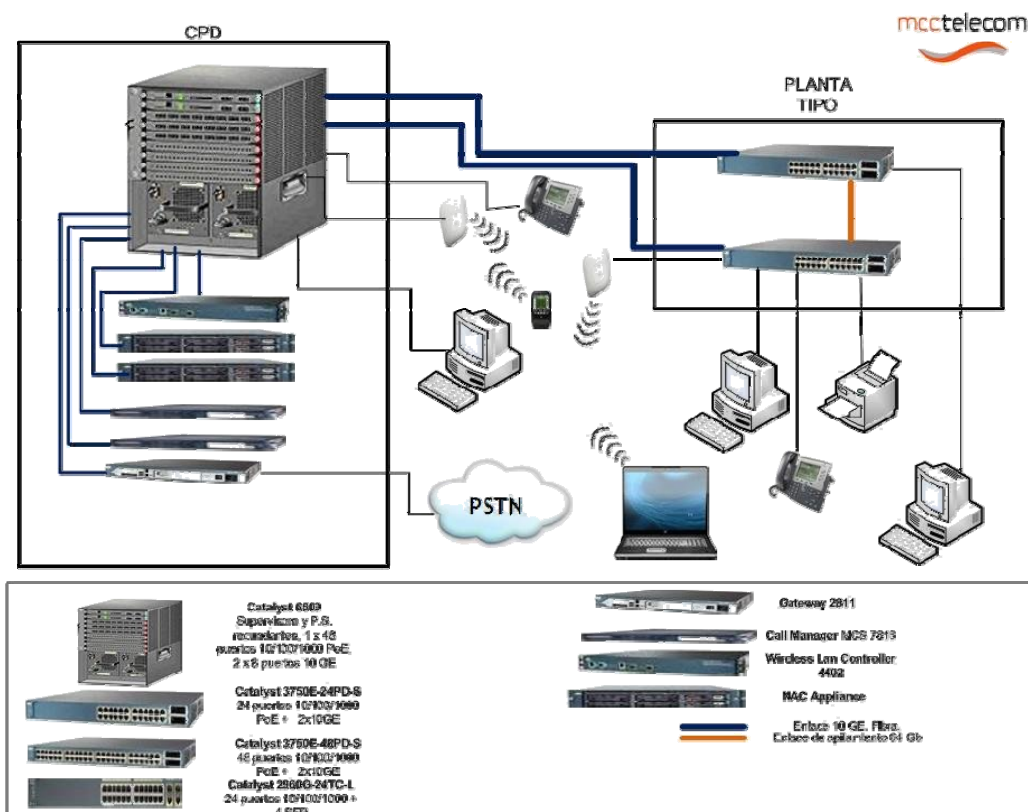 mcctelecom
CPD
PLANTA
TIPO
PSTN
Catalyst 6509
Supervisora y P.S.
redundantes, 1 x 48
puertos 10/100/1000 PoE,
2 x 8 puertos 10 GE
Catalyst 3750E-24PD-S
24 puertos 10/100/1000
PoE + 2x10GE
Catalyst 3750E-48PD-S
48 puertos 10/100/1000
PoE + 2x10GE
Catalyst 2960G-24TC-L
24 puertos 10/100/1000 +
4 SFP
Gateway 2811
Call Manager MCS 7815
Wireless Lan Controller
4402
NAC Appliance
Enlace 10 GE. Fibra.
Enlace de apilamiento 64 Gb